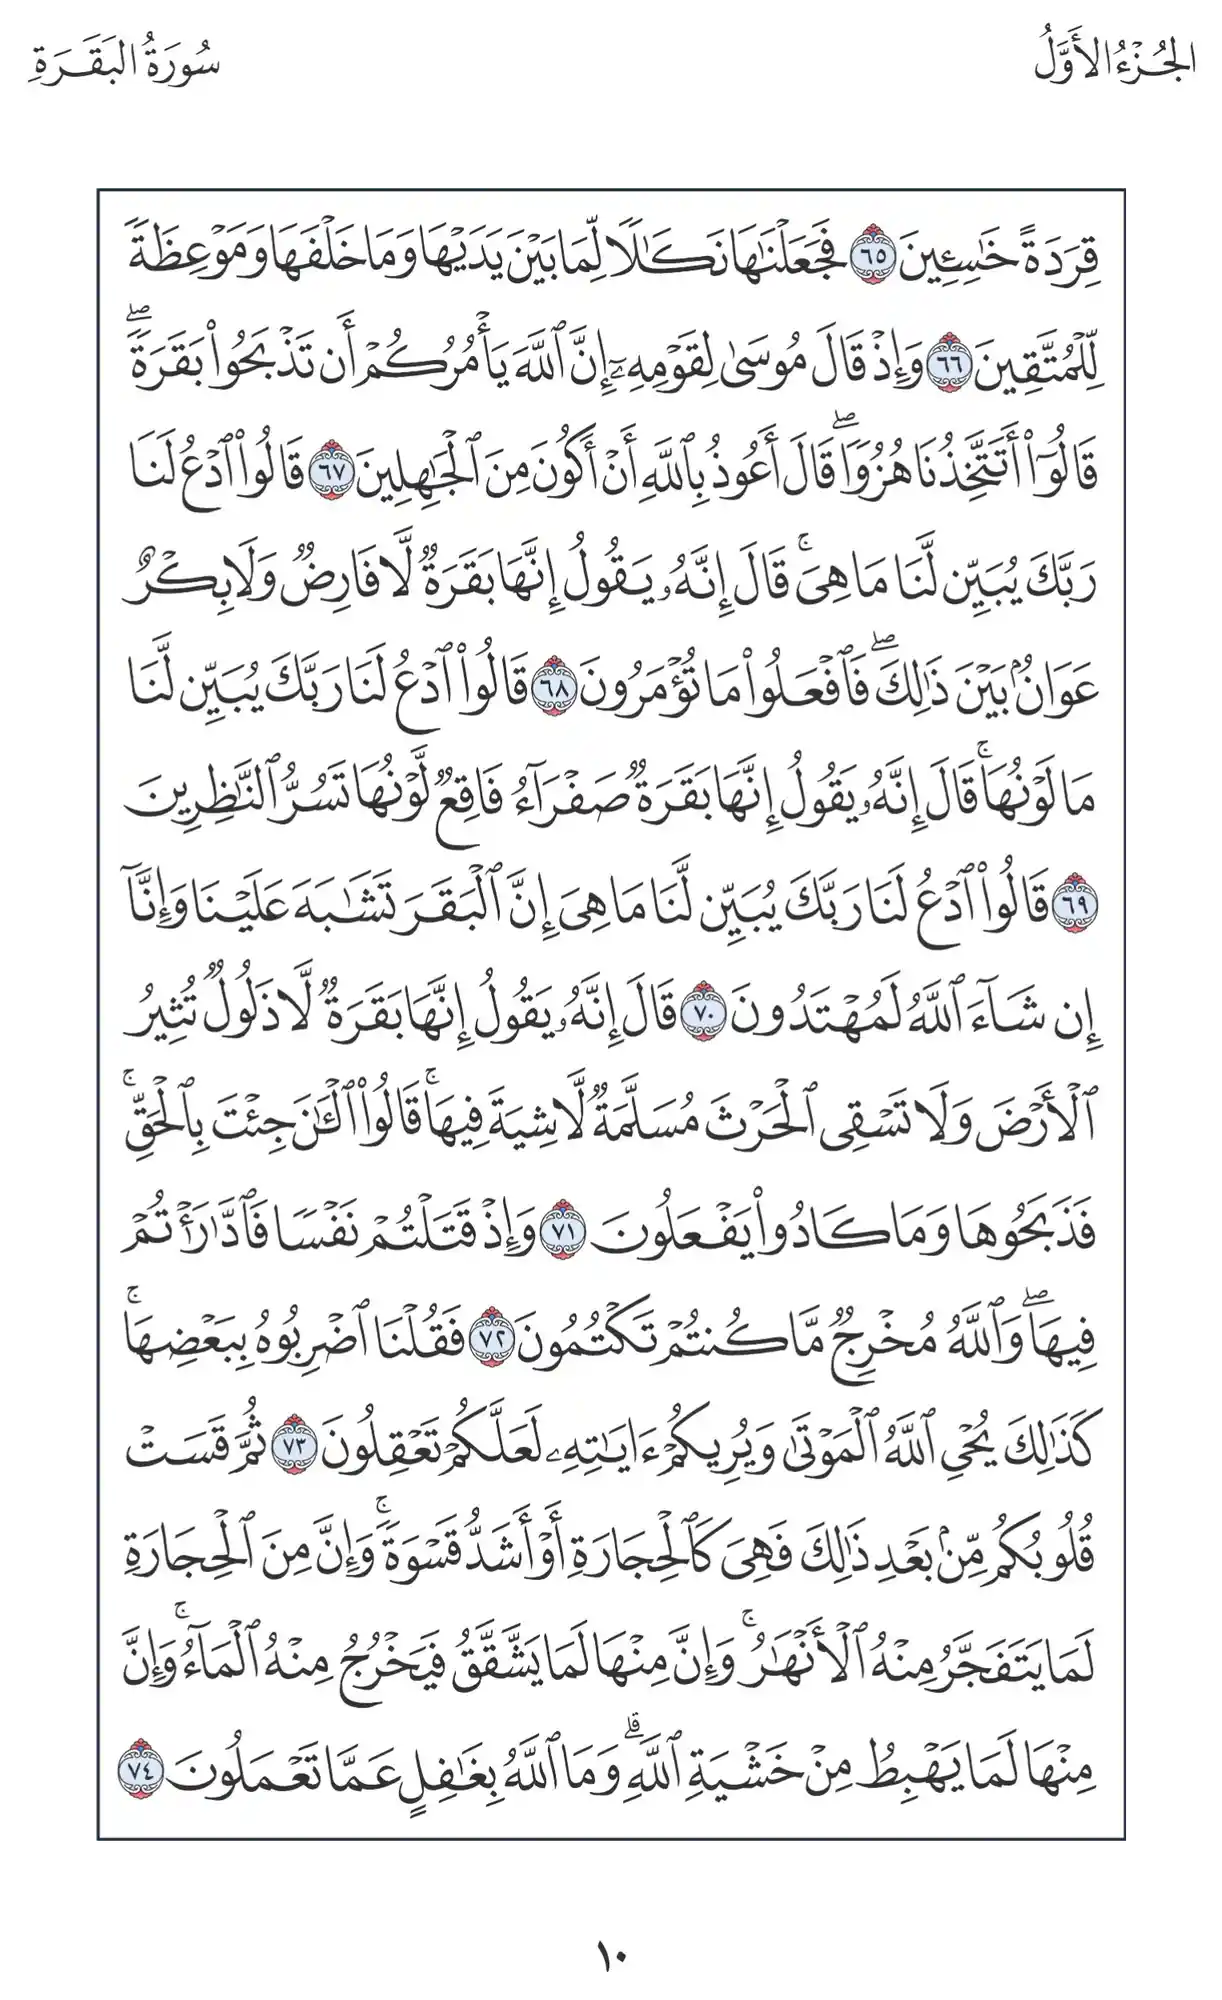 الجُزْءُ الأَوَّلُ
سُورَةُ البَقَرَةِ
قِرَدَةً خَٰسِـِٔينَ ٦٥ فَجَعَلْنَٰهَا نَكَٰلًا لِّمَا بَيْنَ يَدَيْهَا وَمَا خَلْفَهَا وَمَوْعِظَةً
لِّلْمُتَّقِينَ ٦٦ وَإِذْ قَالَ مُوسَىٰ لِقَوْمِهِۦٓ إِنَّ ٱللَّهَ يَأْمُرُكُمْ أَن تَذْبَحُوا۟ بَقَرَةً ۖ
قَالُوٓا۟ أَتَتَّخِذُنَا هُزُوًا ۖ قَالَ أَعُوذُ بِٱللَّهِ أَنْ أَكُونَ مِنَ ٱلْجَٰهِلِينَ ٦٧ قَالُوا۟ ٱدْعُ لَنَا
رَبَّكَ يُبَيِّن لَّنَا مَا هِىَ ۚ قَالَ إِنَّهُۥ يَقُولُ إِنَّهَا بَقَرَةٌ لَّا فَارِضٌ وَلَا بِكْرٌ
عَوَانٌۢ بَيْنَ ذَٰلِكَ ۖ فَٱفْعَلُوا۟ مَا تُؤْمَرُونَ ٦٨ قَالُوا۟ ٱدْعُ لَنَا رَبَّكَ يُبَيِّن لَّنَا
مَا لَوْنُهَا ۚ قَالَ إِنَّهُۥ يَقُولُ إِنَّهَا بَقَرَةٌ صَفْرَآءُ فَاقِعٌ لَّوْنُهَا تَسُرُّ ٱلنَّٰظِرِينَ
٦٩ قَالُوا۟ ٱدْعُ لَنَا رَبَّكَ يُبَيِّن لَّنَا مَا هِىَ إِنَّ ٱلْبَقَرَ تَشَٰبَهَ عَلَيْنَا وَإِنَّآ
إِن شَآءَ ٱللَّهُ لَمُهْتَدُونَ ٧٠ قَالَ إِنَّهُۥ يَقُولُ إِنَّهَا بَقَرَةٌ لَّا ذَلُولٌ تُثِيرُ
ٱلْأَرْضَ وَلَا تَسْقِى ٱلْحَرْثَ مُسَلَّمَةٌ لَّا شِيَةَ فِيهَا ۚ قَالُوا۟ ٱلْـَٰٔنَ جِئْتَ بِٱلْحَقِّ ۚ
فَذَبَحُوهَا وَمَا كَادُوا۟ يَفْعَلُونَ ٧١ وَإِذْ قَتَلْتُمْ نَفْسًا فَٱدَّٰرَْٰٔتُمْ
فِيهَا ۖ وَٱللَّهُ مُخْرِجٌ مَّا كُنتُمْ تَكْتُمُونَ ٧٢ فَقُلْنَا ٱضْرِبُوهُ بِبَعْضِهَا ۚ
كَذَٰلِكَ يُحْىِ ٱللَّهُ ٱلْمَوْتَىٰ وَيُرِيكُمْ ءَايَٰتِهِۦ لَعَلَّكُمْ تَعْقِلُونَ ٧٣ ثُمَّ قَسَتْ
قُلُوبُكُم مِّنۢ بَعْدِ ذَٰلِكَ فَهِىَ كَٱلْحِجَارَةِ أَوْ أَشَدُّ قَسْوَةً ۚ وَإِنَّ مِنَ ٱلْحِجَارَةِ
لَمَا يَتَفَجَّرُ مِنْهُ ٱلْأَنْهَٰرُ ۚ وَإِنَّ مِنْهَا لَمَا يَشَّقَّقُ فَيَخْرُجُ مِنْهُ ٱلْمَآءُ ۚ وَإِنَّ
مِنْهَا لَمَا يَهْبِطُ مِنْ خَشْيَةِ ٱللَّهِ ۗ وَمَا ٱللَّهُ بِغَٰفِلٍ عَمَّا تَعْمَلُونَ ٧٤
١٠